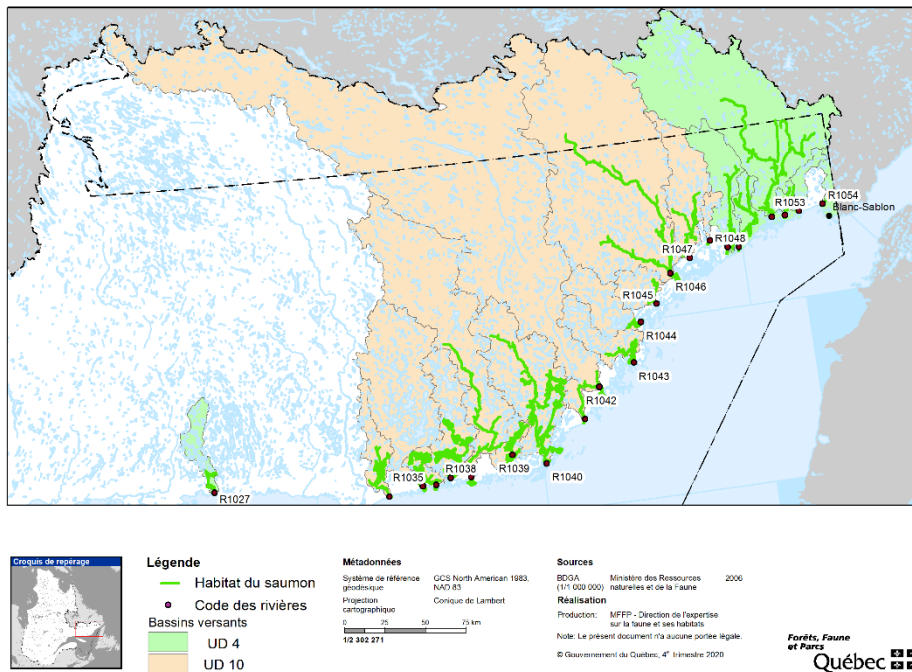 R1054
R1053
Blanc-Sablon
R1048
R1047
R1046
R1045
R1044
R1043
R1042
R1038
R1039
R1035
R1040
R1027
Croquis de repérage
Légende
Habitat du saumon
Code des rivières
Bassins versants
UD 4
UD 10
Métadonnées
Système de référence géodésique
GCS North American 1983, NAD 83
Projection cartographique
Conique de Lambert
0 25 50 75 km
1/2 302 271
Sources
BDGA (1/1 000 000)
Ministère des Ressources naturelles et de la Faune
2006
Réalisation
Production: MFFP - Direction de l'expertise sur la faune et ses habitats
Note: Le présent document n'a aucune portée légale.
© Gouvernement du Québec, 4e trimestre 2020
Forêts, Faune
et Parcs
Québec